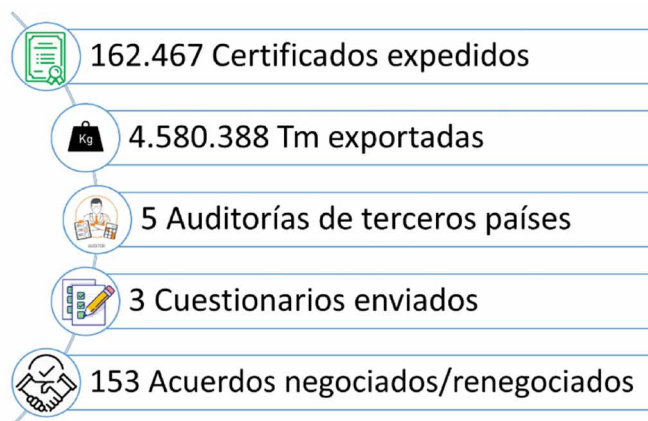 162.467 Certificados expedidos
Kg
4.580.388 Tm exportadas
5 Auditorías de terceros países
AUDITOR
3 Cuestionarios enviados
153 Acuerdos negociados/renegociados